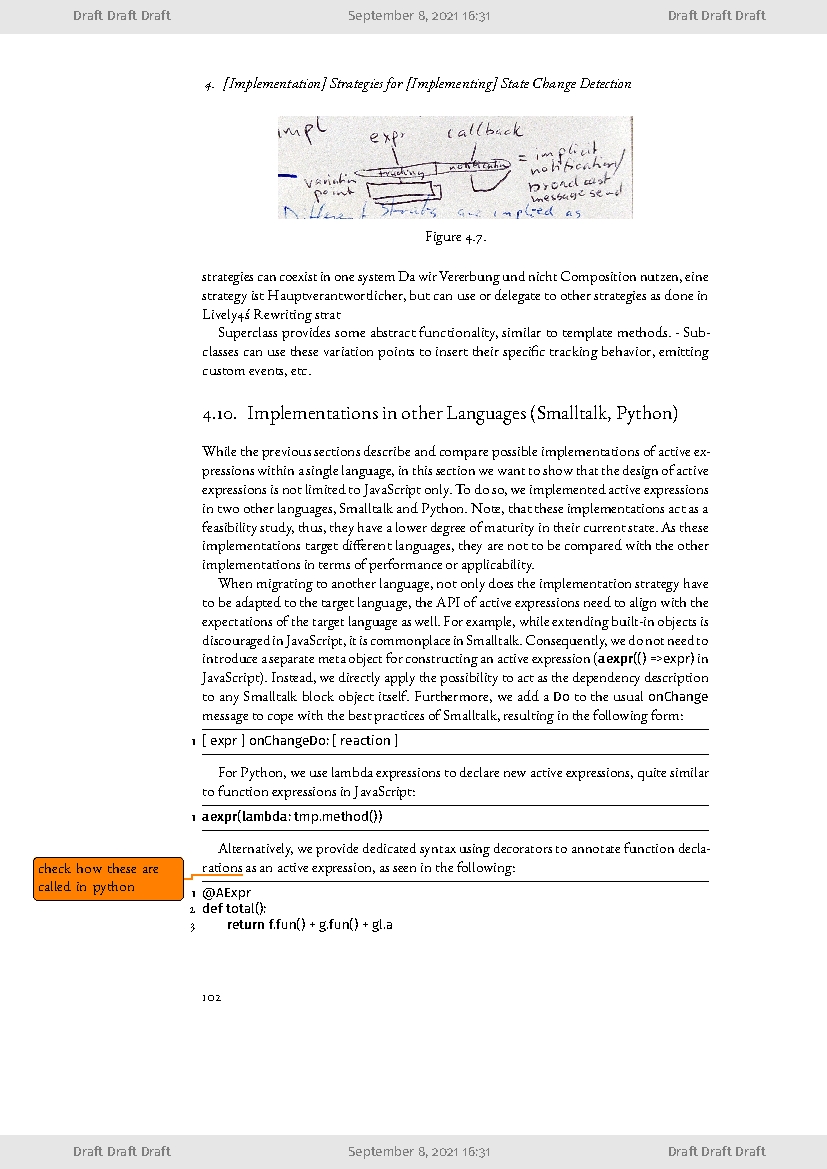 Draft Draft Draft September 8, 2021 16:31 Draft Draft Draft
4. [Implementation] Strategies for [Implementing] State Change Detection
impl
expr callback
tracking notification = implicit
variation notification/
point broadcast
message send
Different Strats are implied as
Figure 4.7.
strategies can coexist in one system Da wir Vererbung und nicht Composition nutzen, eine
strategy ist Hauptverantwortlicher, but can use or delegate to other strategies as done in
Lively4ś Rewriting strat
Superclass provides some abstract functionality, similar to template methods. - Sub-
classes can use these variation points to insert their specific tracking behavior, emitting
custom events, etc.
4.10. Implementations in other Languages (Smalltalk, Python)
While the previous sections describe and compare possible implementations of active ex-
pressions within a single language, in this section we want to show that the design of active
expressions is not limited to JavaScript only. To do so, we implemented active expressions
in two other languages, Smalltalk and Python. Note, that these implementations act as a
feasibility study, thus, they have a lower degree of maturity in their current state. As these
implementations target different languages, they are not to be compared with the other
implementations in terms of performance or applicability.
When migrating to another language, not only does the implementation strategy have
to be adapted to the target language, the API of active expressions need to align with the
expectations of the target language as well. For example, while extending built-in objects is
discouraged in JavaScript, it is commonplace in Smalltalk. Consequently, we do not need to
introduce a separate meta object for constructing an active expression (aexpr(() =>expr) in
JavaScript). Instead, we directly apply the possibility to act as the dependency description
to any Smalltalk block object itself. Furthermore, we add a Do to the usual onChange
message to cope with the best practices of Smalltalk, resulting in the following form:
1 [ expr ] onChangeDo: [ reaction ]
For Python, we use lambda expressions to declare new active expressions, quite similar
to function expressions in JavaScript:
1 aexpr(lambda: tmp.method())
Alternatively, we provide dedicated syntax using decorators to annotate function decla-
rations as an active expression, as seen in the following:
check how these are
called in python
1 @AExpr
2 def total():
3 return f.fun() + g.fun() + gl.a
102
Draft Draft Draft September 8, 2021 16:31 Draft Draft Draft